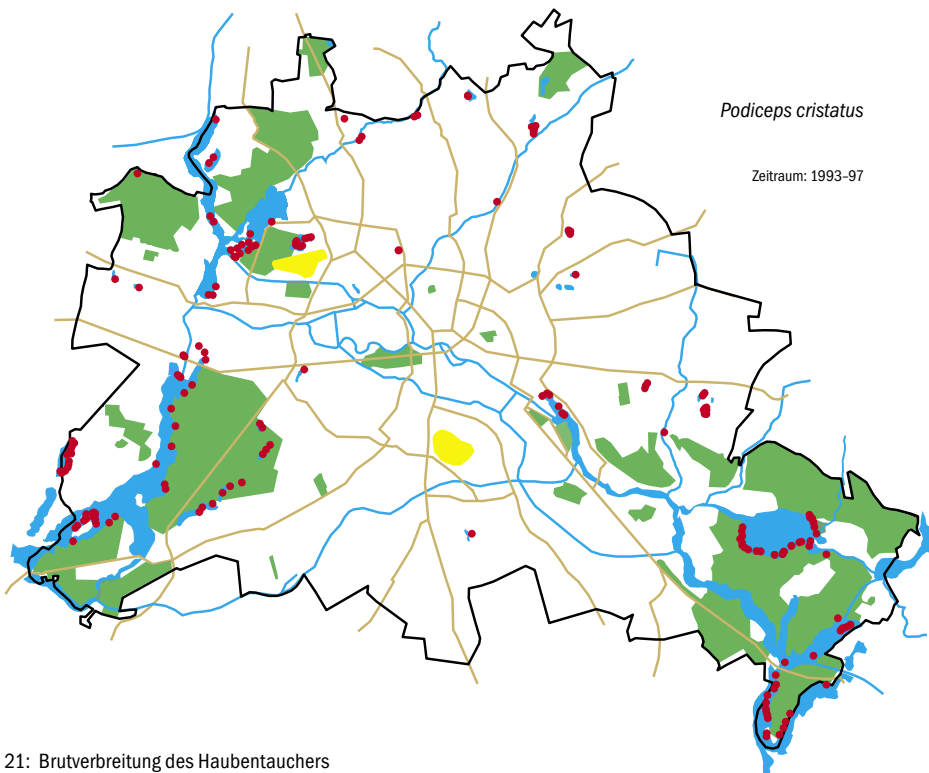 Podiceps cristatus
Zeitraum: 1993–97
21: Brutverbreitung des Haubentauchers